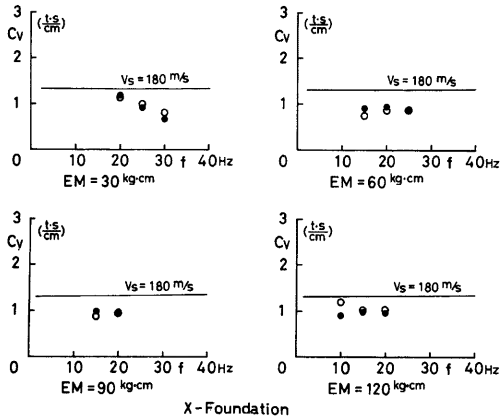 3 (t·s/cm)
Cv
2
Vs = 180 m/s
1
0 10 20 30 f 40Hz
EM = 30 kg·cm
3 (t·s/cm)
Cv
2
Vs = 180 m/s
1
0 10 20 30 f 40Hz
EM = 60 kg·cm
3 (t·s/cm)
Cv
2
Vs = 180 m/s
1
0 10 20 30 f 40Hz
EM = 90 kg·cm
3 (t·s/cm)
Cv
2
Vs = 180 m/s
1
0 10 20 30 f 40Hz
EM = 120 kg·cm
X-Foundation